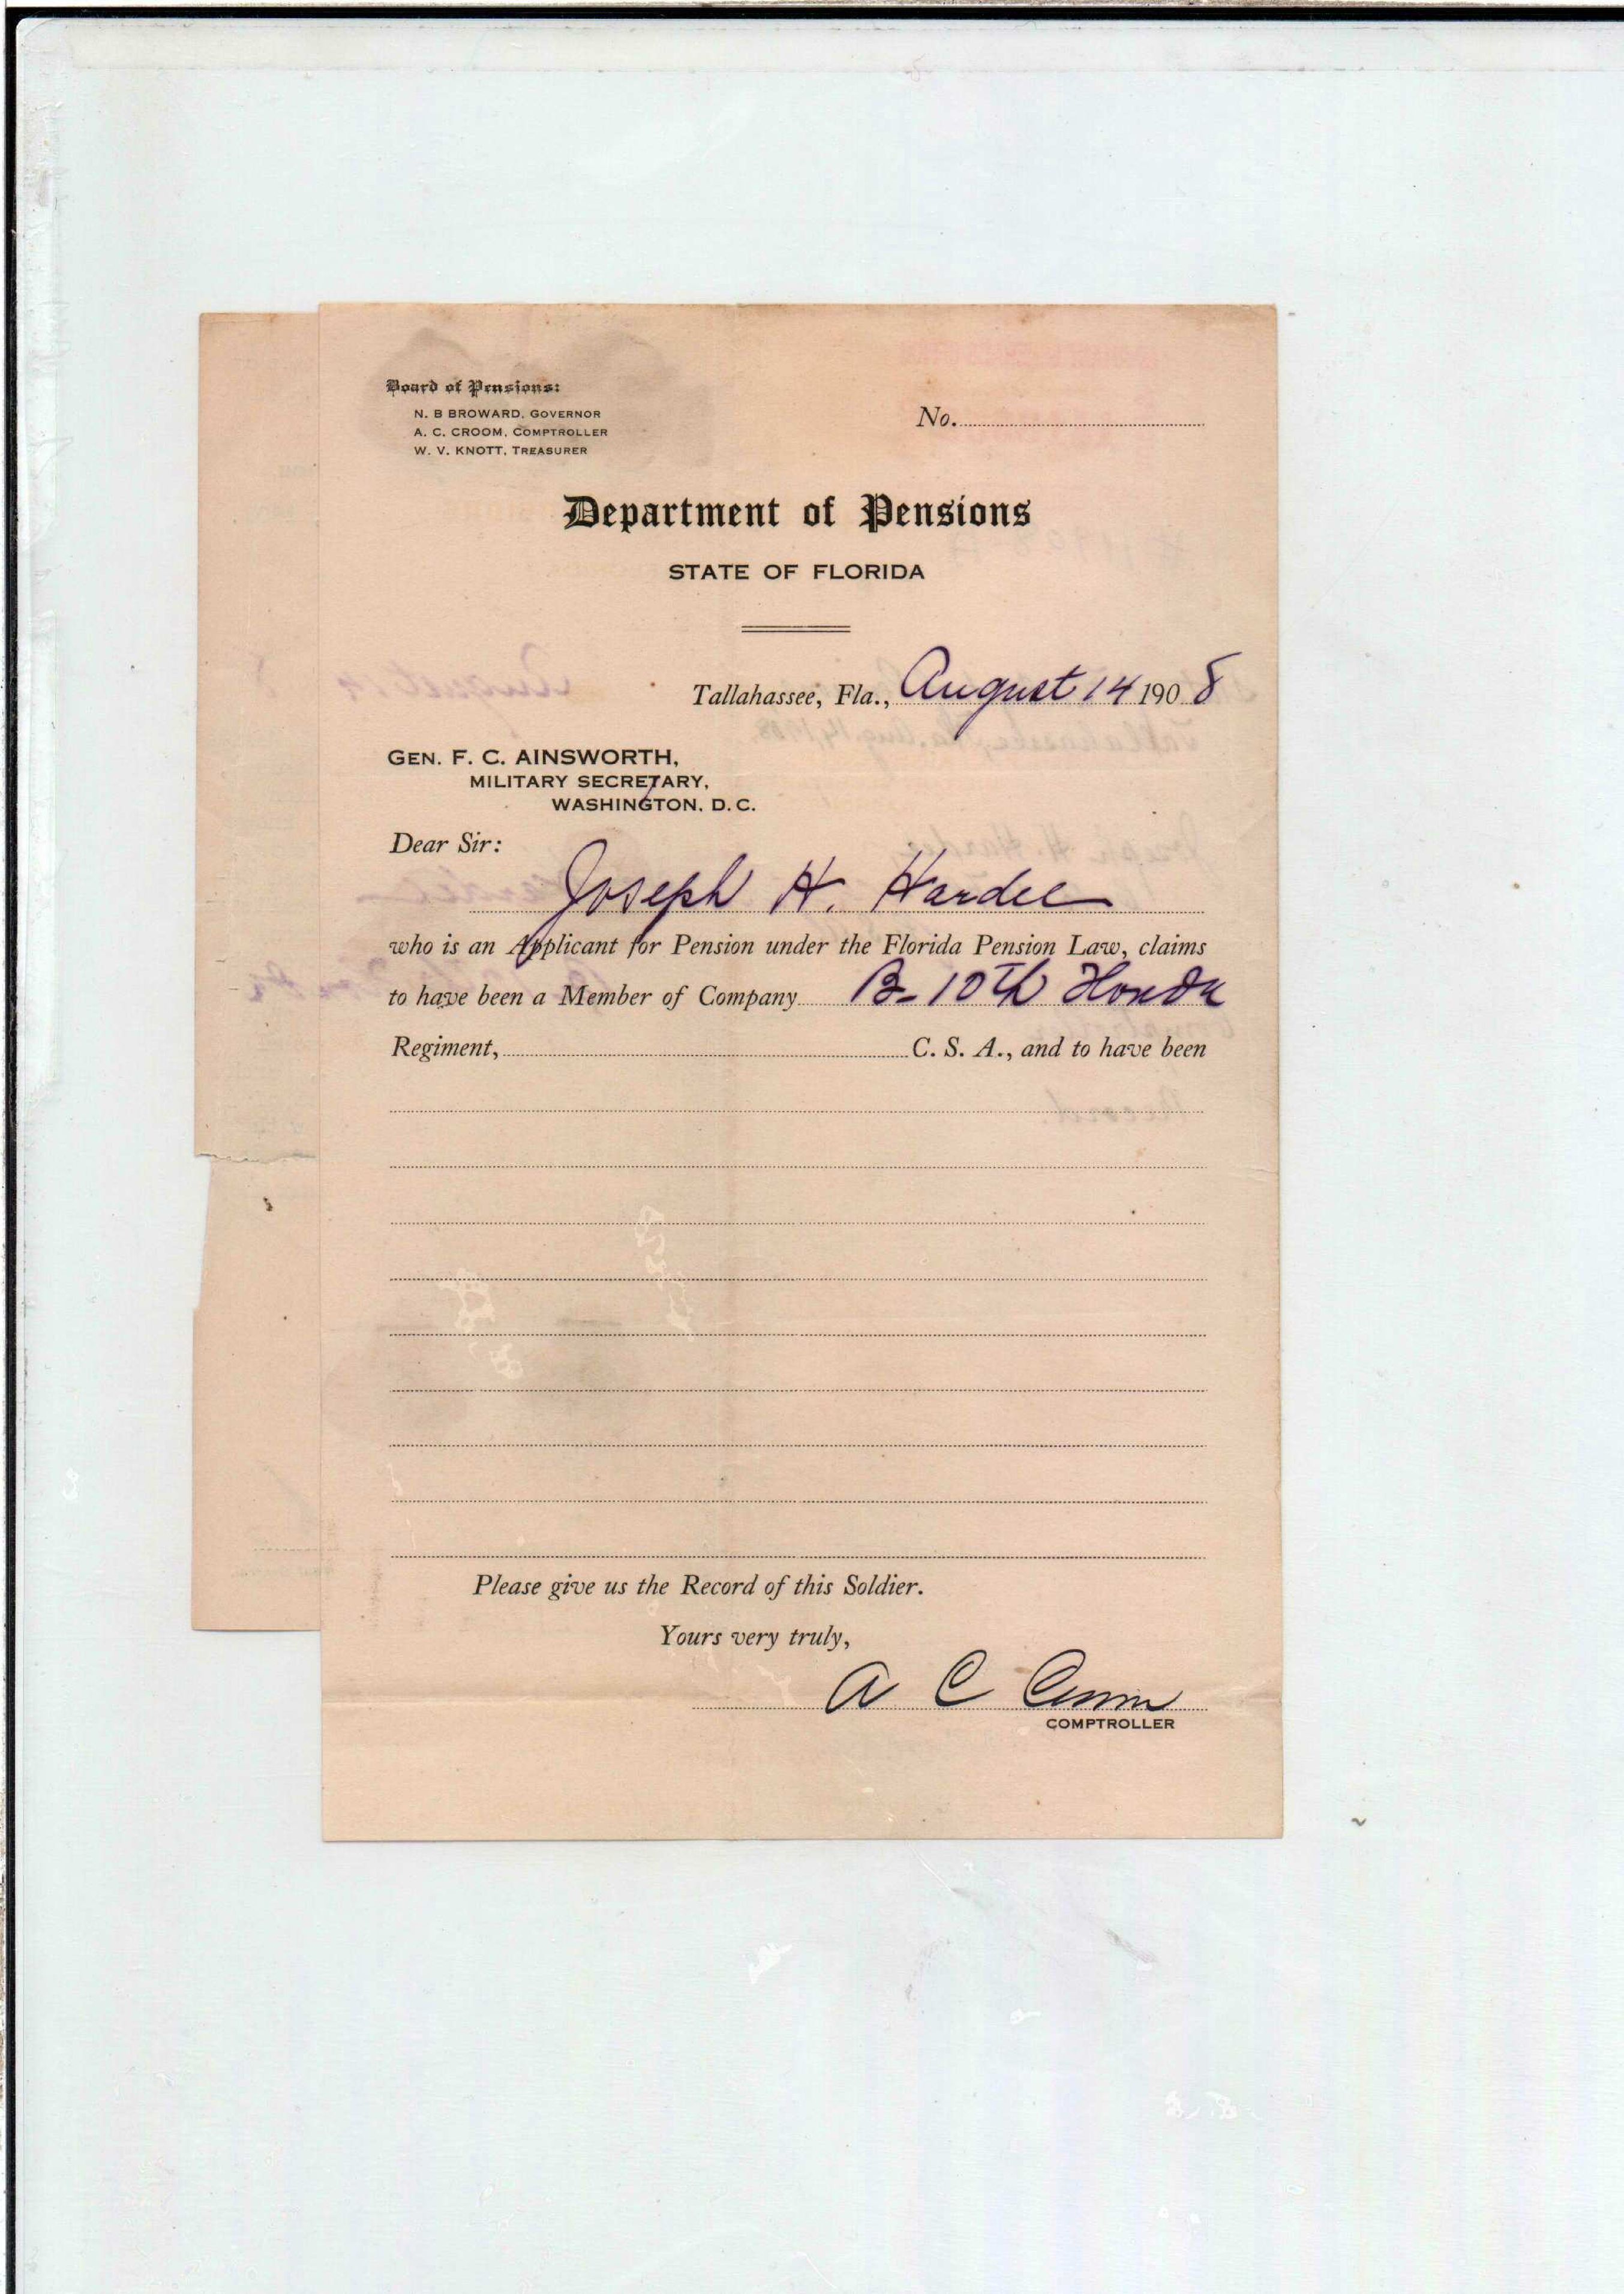 Board of Pensions:
N. B BROWARD, GOVERNOR
A. C. CROOM, COMPTROLLER
W. V. KNOTT, TREASURER
No.
Department of Pensions
STATE OF FLORIDA
Tallahassee, Fla., August 14 190 8
GEN. F. C. AINSWORTH,
MILITARY SECRETARY,
WASHINGTON, D. C.
Dear Sir:
Joseph H. Hardee
who is an Applicant for Pension under the Florida Pension Law, claims
to have been a Member of Company B- 10th Florida
Regiment, C. S. A., and to have been
Please give us the Record of this Soldier.
Yours very truly,
A C Croom
COMPTROLLER